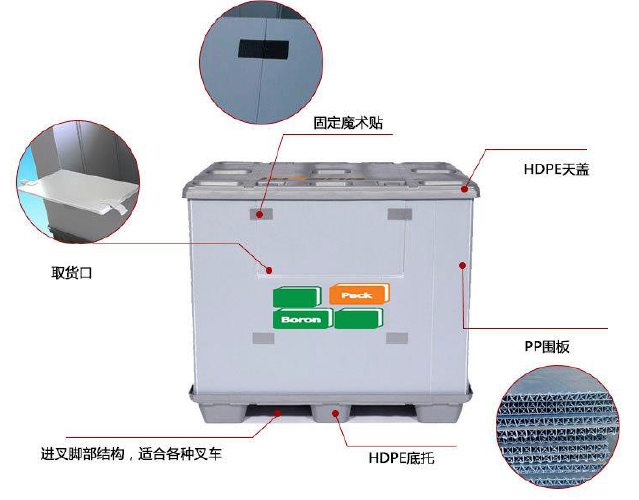 固定魔术贴
HDPE天盖
取货口
Pack
Boron
PP围板
进叉脚部结构，适合各种叉车
HDPE底托